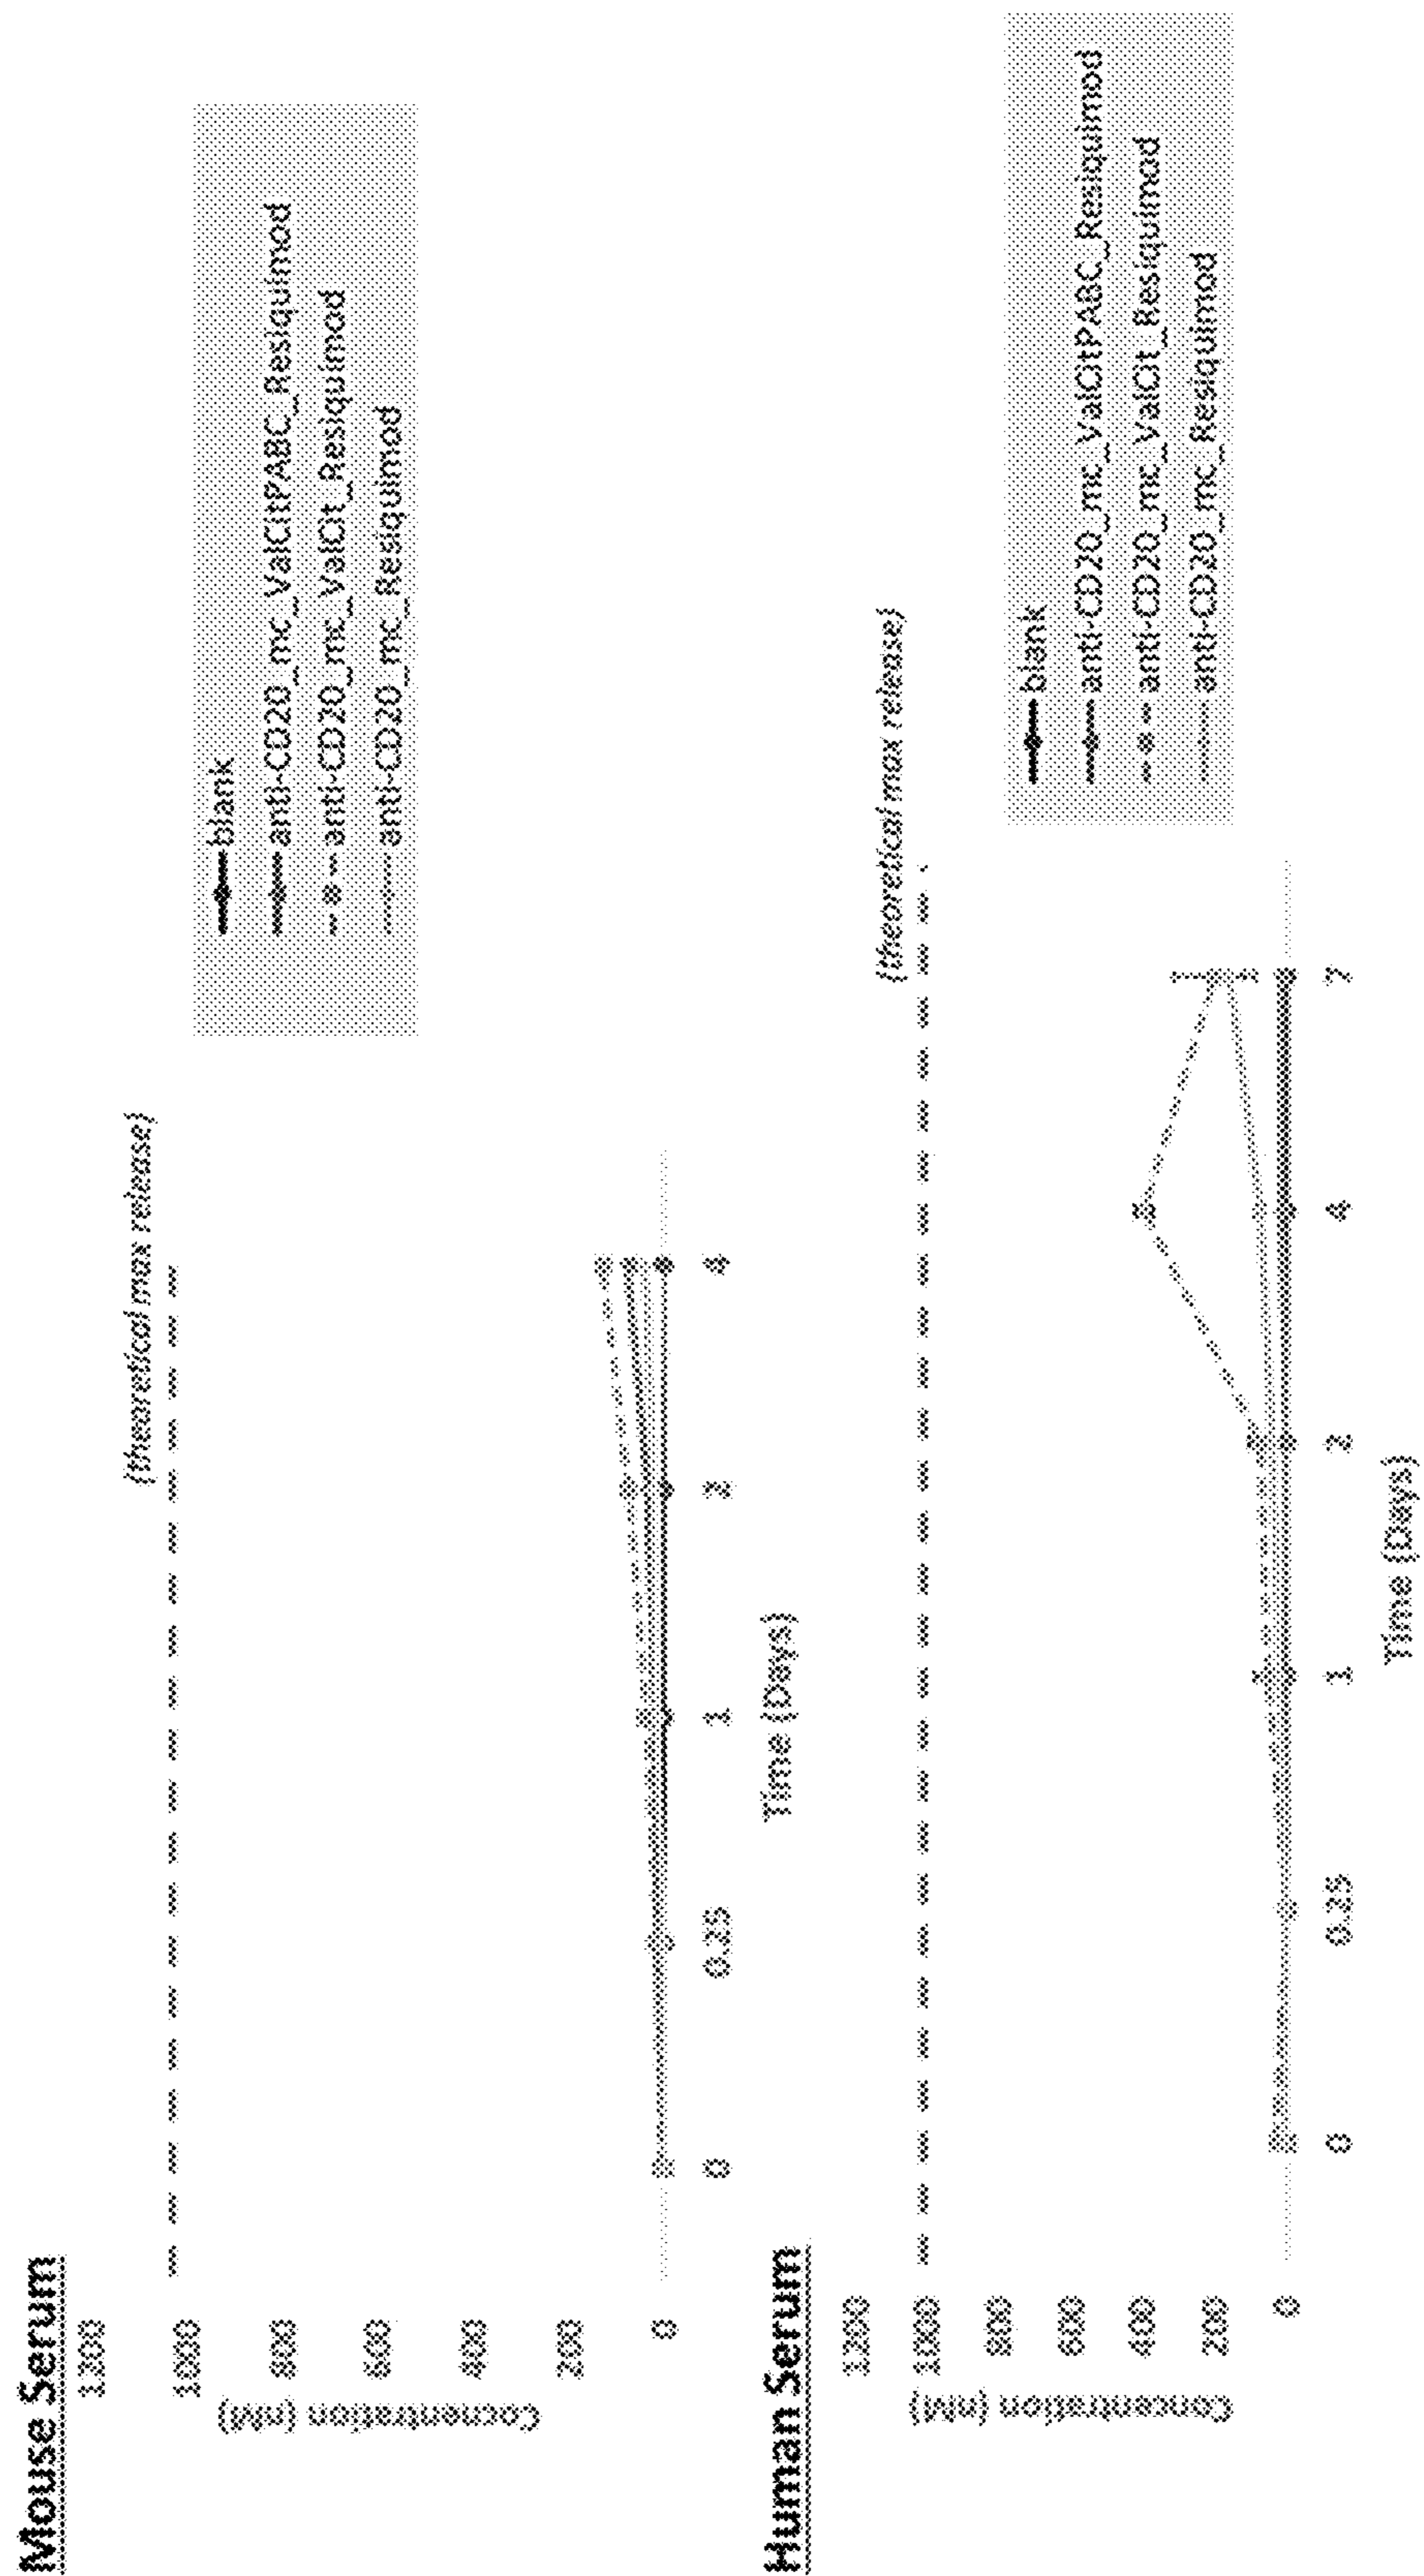 Mouse Serum
(theoretical max release)
1200
1000
800
600
400
200
0
Cocnentration (nM)
0
0.25
1
2
4
Time (Days)
blank
anti-CD20_mc_ValCitPABC_Resiquimod
anti-CD20_mc_ValCit_Resiquimod
anti-CD20_mc_Resiquimod
Human Serum
(theoretical max release)
1200
1000
800
600
400
200
0
Concentration (nM)
0
0.25
1
2
4
7
Time (Days)
blank
anti-CD20_mc_ValCitPABC_Resiquimod
anti-CD20_mc_ValCit_Resiquimod
anti-CD20_mc_Resiquimod